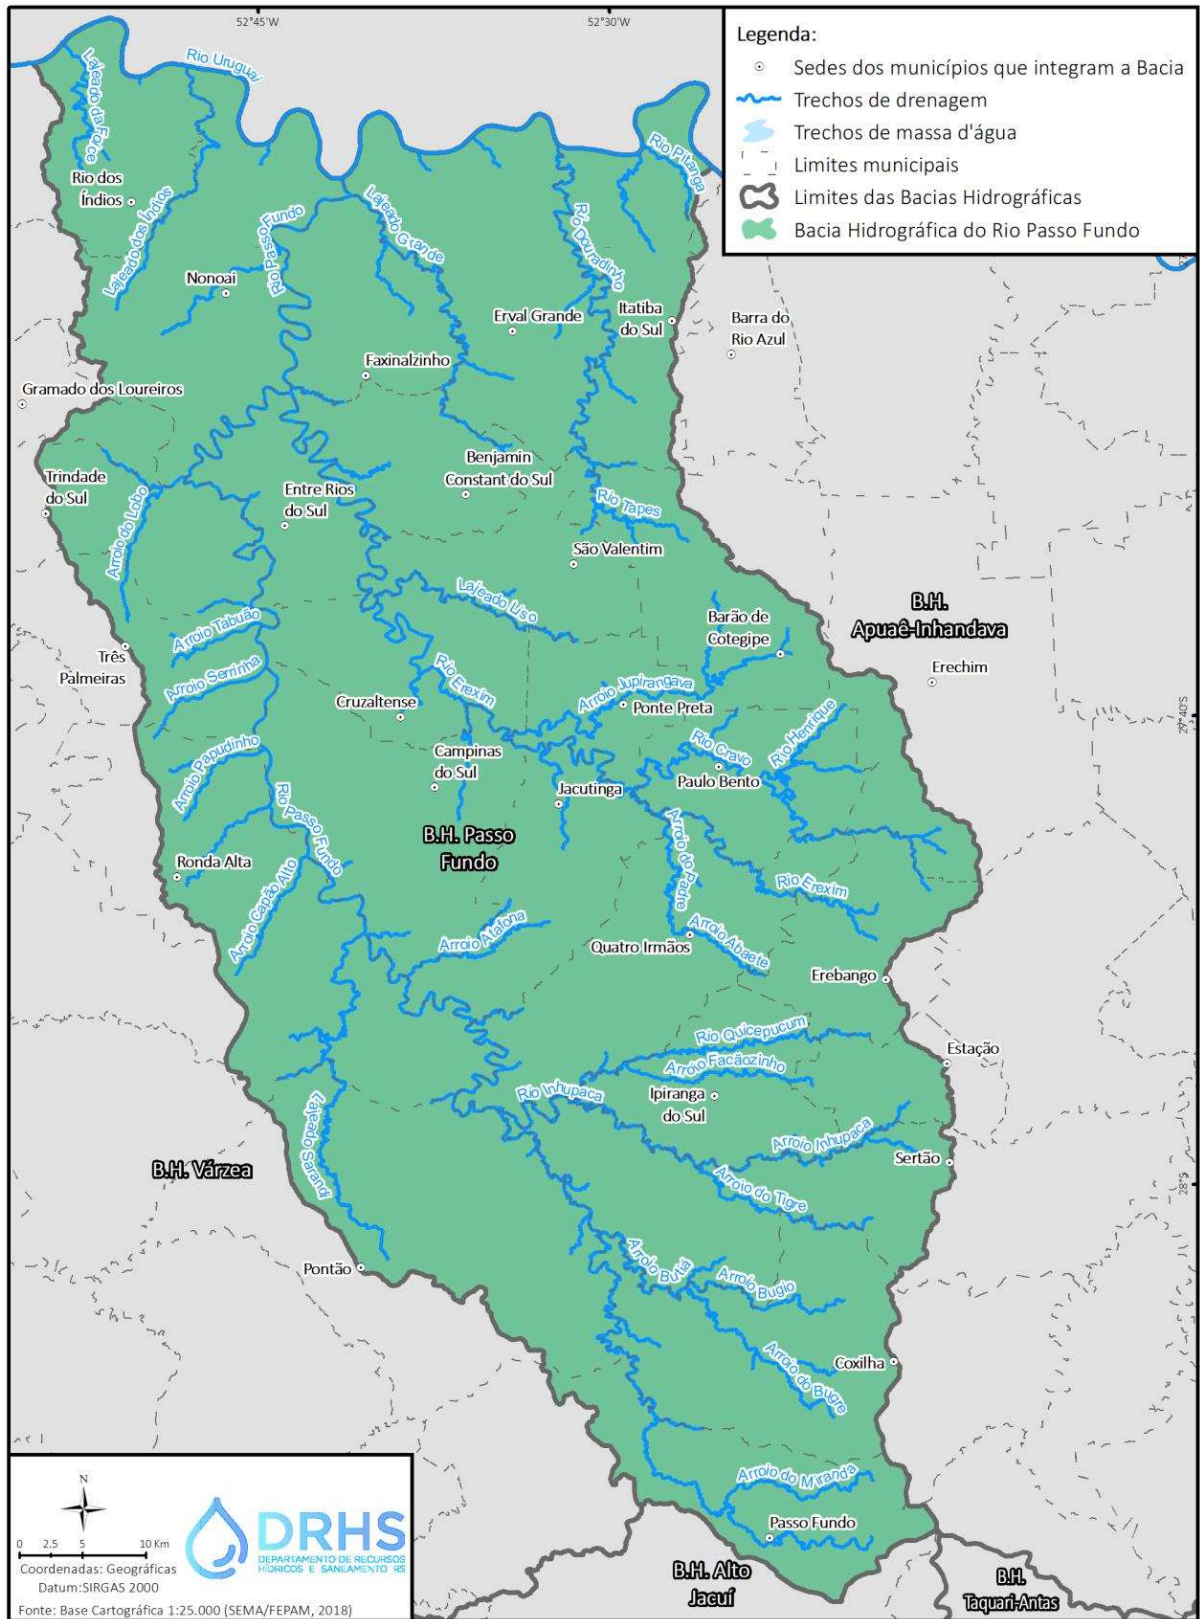 52°45'W
52°30'W
Legenda:
Sedes dos municípios que integram a Bacia
Trechos de drenagem
Trechos de massa d'água
Limites municipais
Limites das Bacias Hidrográficas
Bacia Hidrográfica do Rio Passo Fundo
Rio Uruguai
Lajeado da Foice
Rio Pitanga
Rio dos
Índios
Lajeado dos Índios
Rio Passo Fundo
Lajeado Grande
Rio Douradinho
Nonoai
Erval Grande
Itatiba
do Sul
Barra do
Rio Azul
Faxinalzinho
Gramado dos Loureiros
Trindade
do Sul
Arroio do Lobo
Entre Rios
do Sul
Benjamin
Constant do Sul
Rio Tapes
São Valentim
Lajeado Liso
Barão de
Cotegipe
B.H.
Apuaê-Inhandava
Arroio Tabuão
Três
Palmeiras
Arroio Serrinha
Rio Erexim
Erechim
Arroio Jupirangava
Cruzaltense
Ponte Preta
27°40'S
Rio Henrique
Arroio Papudinho
Campinas
do Sul
Rio Cravo
Paulo Bento
Jacutinga
Rio Passo Fundo
B.H. Passo
Fundo
Arroio do Padre
Ronda Alta
Rio Erexim
Arroio Capão Alto
Arroio Atafona
Arroio Abaete
Quatro Irmãos
Erebango
Rio Quicepucum
Estação
Arroio Facãozinho
Rio Inhupaca
Ipiranga
do Sul
Lajeado Sarandi
Arroio Inhupaca
B.H. Várzea
Sertão
Arroio do Tigre
28°S
Arroio Butiá
Pontão
Arroio Bugio
Coxilha
Arroio do Bugre
Arroio do Miranda
Passo Fundo
B.H. Alto
Jacuí
B.H.
Taquari-Antas
N
0 2.5 5 10 Km
Coordenadas: Geográficas
Datum:SIRGAS 2000
Fonte: Base Cartográfica 1:25.000 (SEMA/FEPAM, 2018)
DRHS
DEPARTAMENTO DE RECURSOS
HÍDRICOS E SANEAMENTO RS